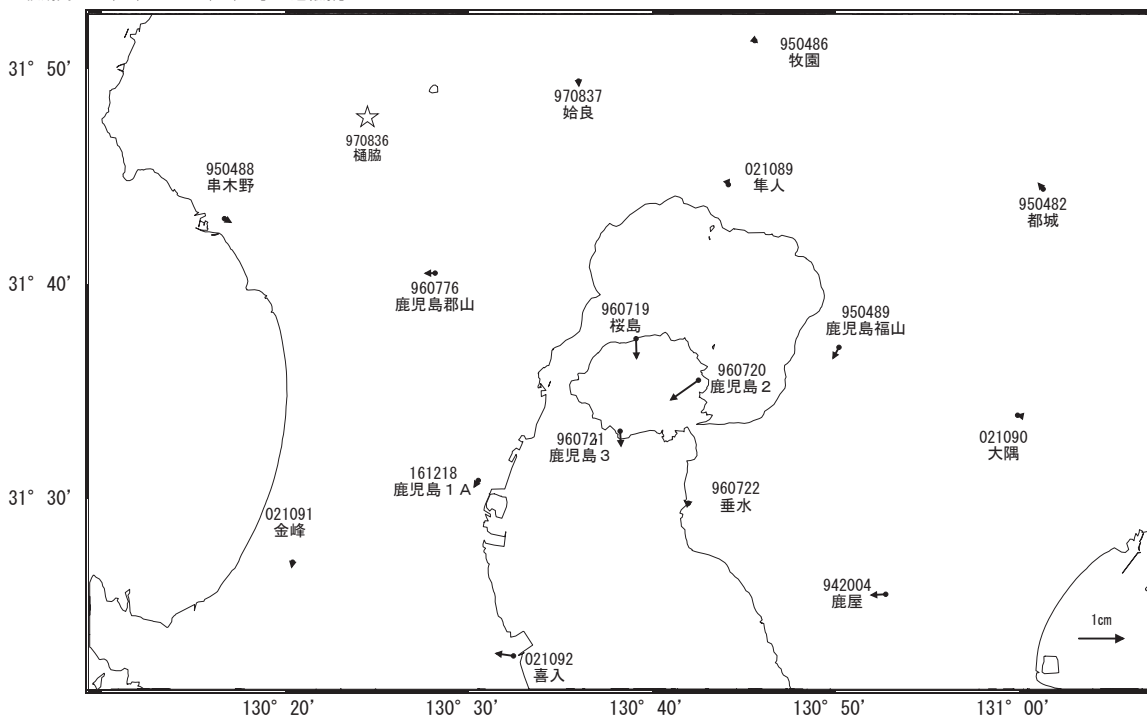 950486
牧園
31° 50'
970837
姶良
970836
樋脇
950488
串木野
021089
隼人
950482
都城
31° 40'
960776
鹿児島郡山
960719
桜島
950489
鹿児島福山
960720
鹿児島2
960721
鹿児島3
021090
大隅
161218
鹿児島1A
31° 30'
960722
垂水
021091
金峰
942004
鹿屋
1cm
021092
喜入
130° 20'
130° 30'
130° 40'
130° 50'
131° 00'